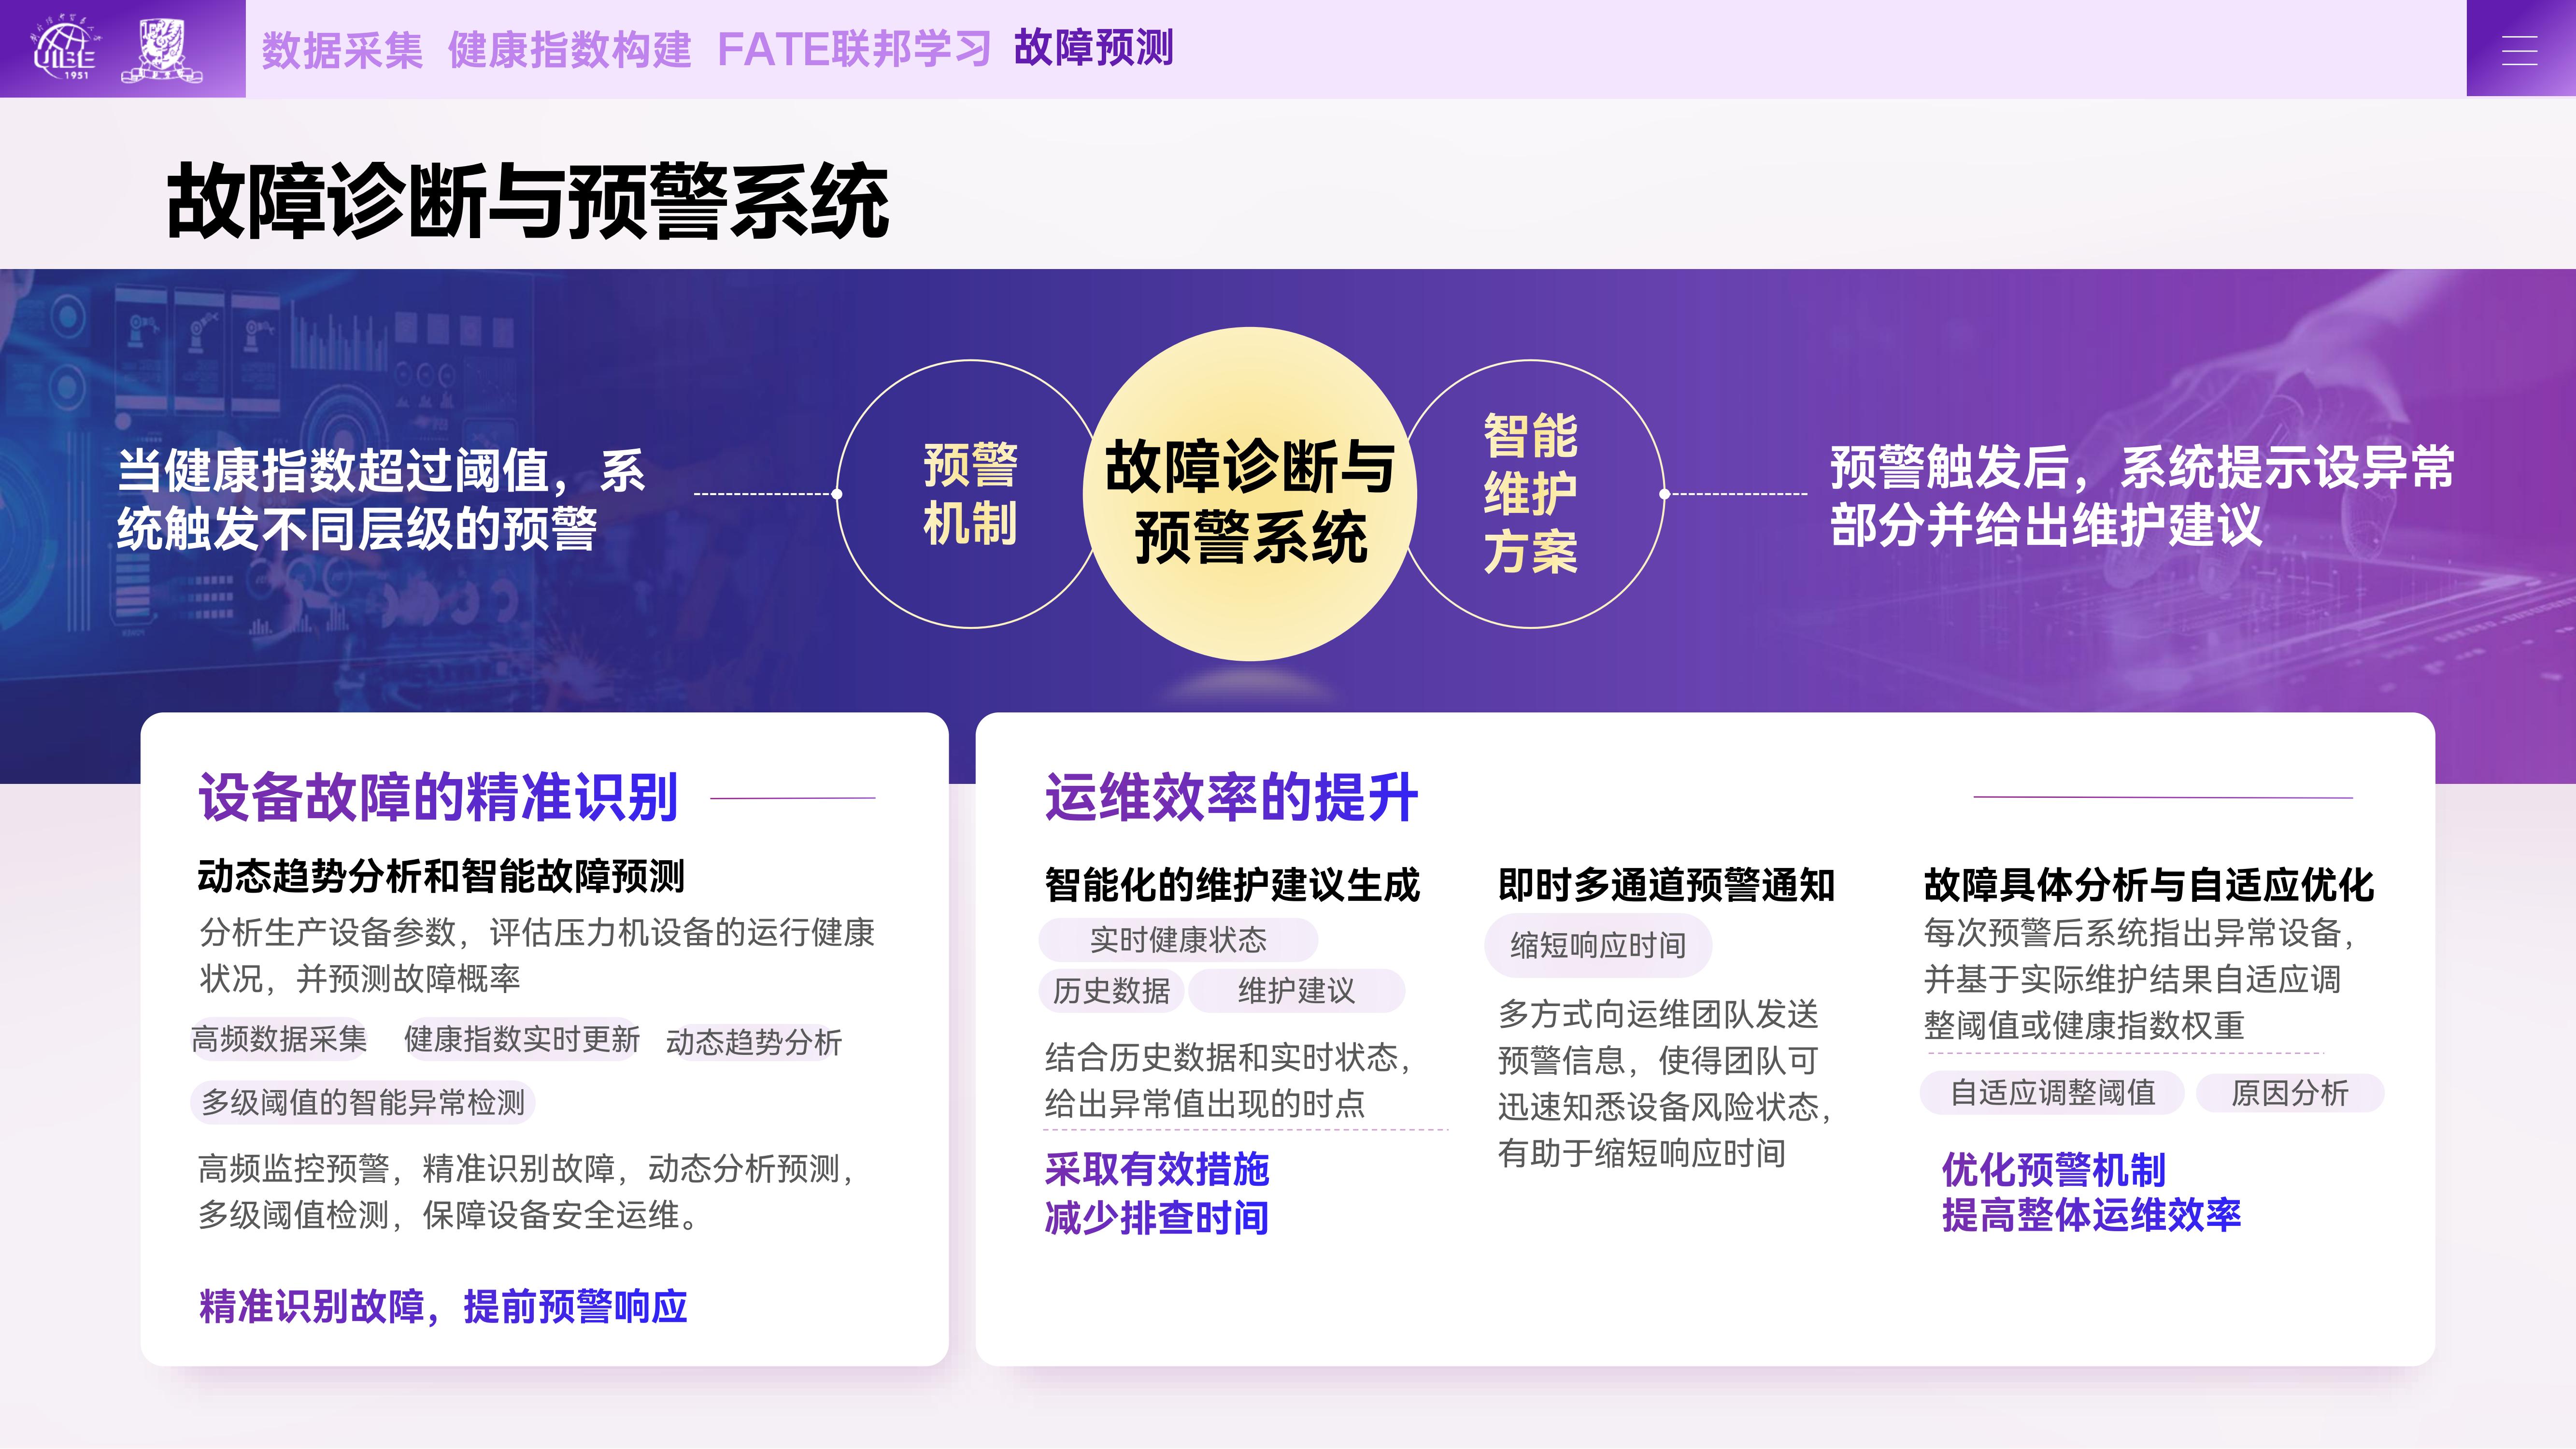 UIBE
1951
数据采集 健康指数构建 FATE联邦学习 故障预测
故障诊断与预警系统
当健康指数超过阈值，系
统触发不同层级的预警
预警
机制
故障诊断与
预警系统
智能
维护
方案
预警触发后，系统提示设异常
部分并给出维护建议
设备故障的精准识别
动态趋势分析和智能故障预测
分析生产设备参数，评估压力机设备的运行健康
状况，并预测故障概率
高频数据采集 健康指数实时更新 动态趋势分析
多级阈值的智能异常检测
高频监控预警，精准识别故障，动态分析预测，
多级阈值检测，保障设备安全运维。
精准识别故障，提前预警响应
运维效率的提升
智能化的维护建议生成
实时健康状态
历史数据 维护建议
结合历史数据和实时状态，
给出异常值出现的时点
采取有效措施
减少排查时间
即时多通道预警通知
缩短响应时间
多方式向运维团队发送
预警信息，使得团队可
迅速知悉设备风险状态，
有助于缩短响应时间
故障具体分析与自适应优化
每次预警后系统指出异常设备，
并基于实际维护结果自适应调
整阈值或健康指数权重
自适应调整阈值 原因分析
优化预警机制
提高整体运维效率